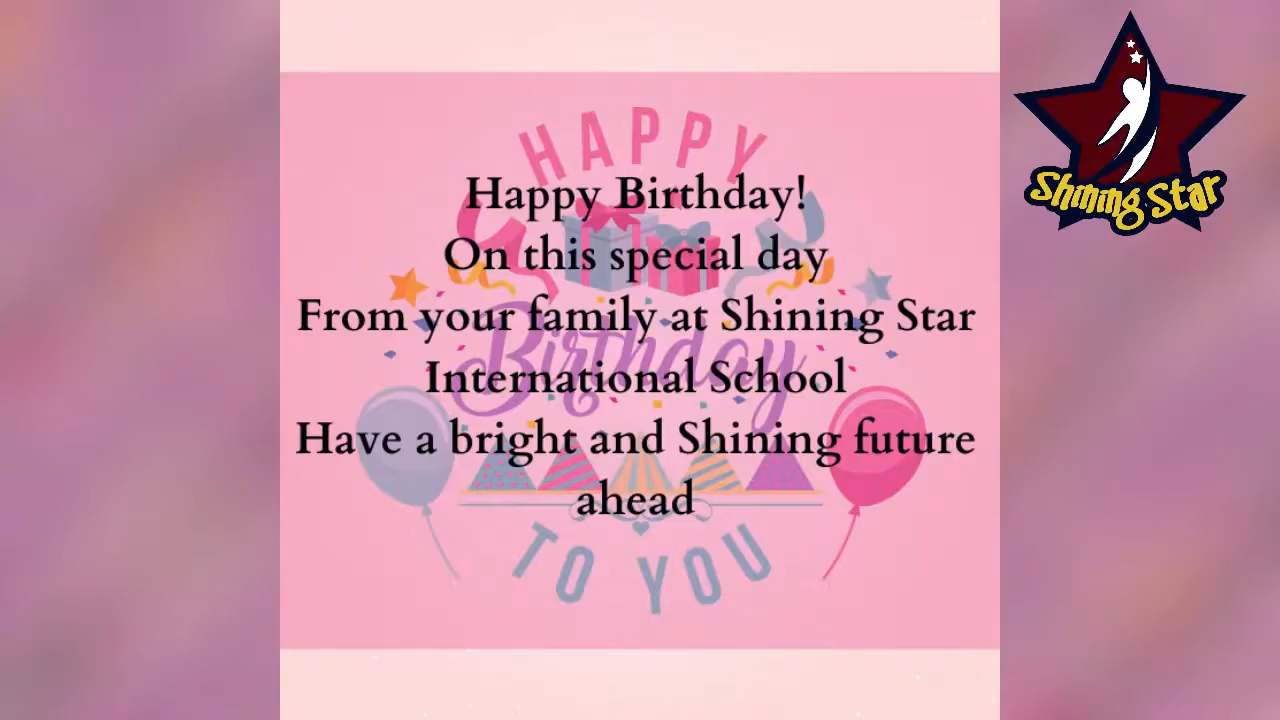 HAPPY
Happy Birthday!
On this special day
From your family at Shining Star
Birthday
International School
Have a bright and Shining future
ahead
TO YOU
Shining Star